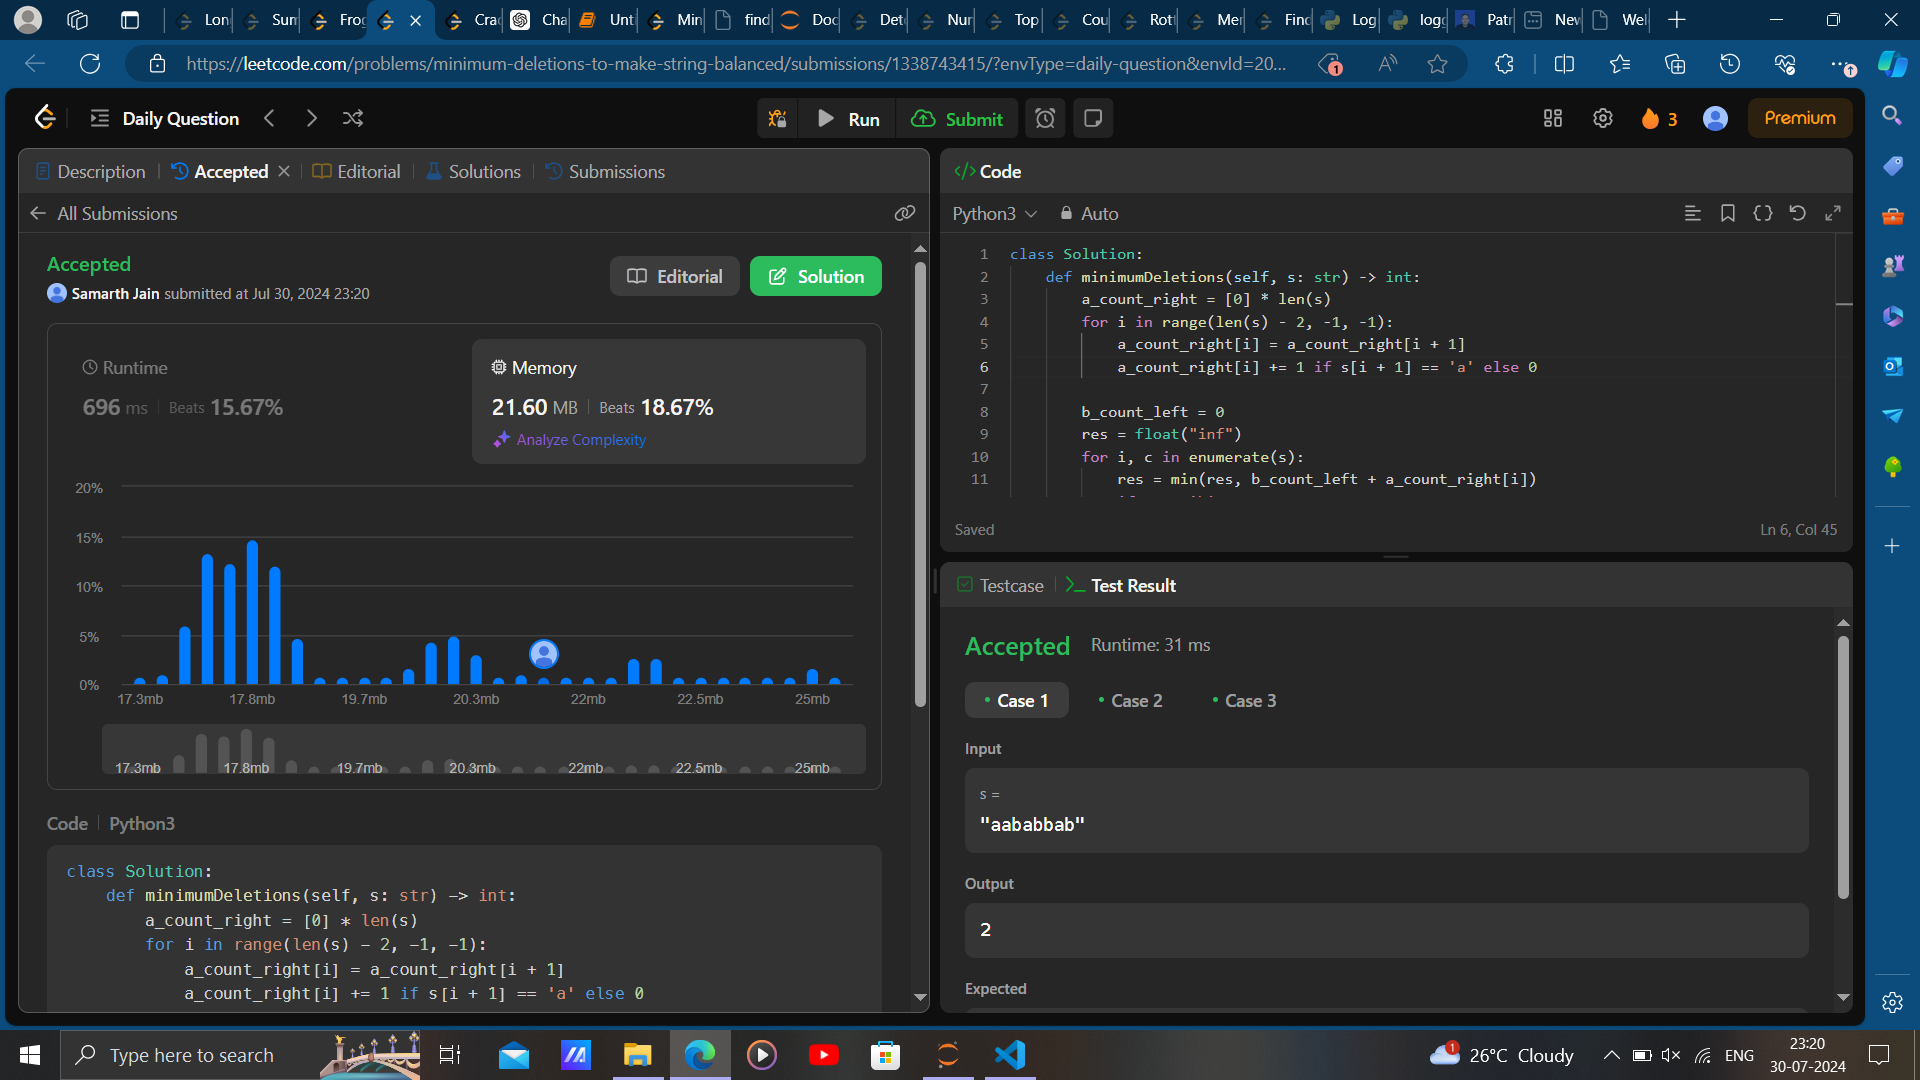 Lon
Sum
Frog
Crac
Cha
Unt
Min
find
Doc
Dete
Nur
Top
Cou
Rott
Mer
Find
Log
logg
Patr
New
Wel
https://leetcode.com/problems/minimum-deletions-to-make-string-balanced/submissions/1338743415/?envType=daily-question&envId=20...
1
Daily Question
Run
Submit
3
Premium
Description
Accepted
Editorial
Solutions
Submissions
All Submissions
Accepted
Samarth Jain submitted at Jul 30, 2024 23:20
Editorial
Solution
Runtime
696 ms Beats 15.67%
Memory
21.60 MB Beats 18.67%
Analyze Complexity
20%
15%
10%
5%
0%
17.3mb 17.8mb 19.7mb 20.3mb 22mb 22.5mb 25mb
17.3mb 17.8mb 19.7mb 20.3mb 22mb 22.5mb 25mb
Code Python3
class Solution:
def minimumDeletions(self, s: str) -> int:
a_count_right = [0] * len(s)
for i in range(len(s) - 2, -1, -1):
a_count_right[i] = a_count_right[i + 1]
a_count_right[i] += 1 if s[i + 1] == 'a' else 0
</> Code
Python3 Auto
1 class Solution:
2 def minimumDeletions(self, s: str) -> int:
3 a_count_right = [0] * len(s)
4 for i in range(len(s) - 2, -1, -1):
5 a_count_right[i] = a_count_right[i + 1]
6 a_count_right[i] += 1 if s[i + 1] == 'a' else 0
7
8 b_count_left = 0
9 res = float("inf")
10 for i, c in enumerate(s):
11 res = min(res, b_count_left + a_count_right[i])
Saved
Ln 6, Col 45
Testcase
Test Result
Accepted Runtime: 31 ms
Case 1
Case 2
Case 3
Input
s =
"aababbab"
Output
2
Expected
Type here to search
1
26°C Cloudy
ENG
23:20
30-07-2024